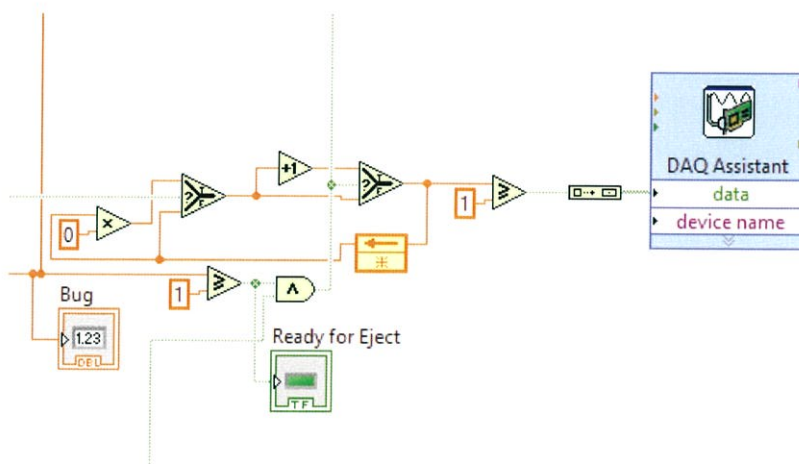 +1
?
T
F
?
T
F
1
≥
DAQ Assistant
data
device name
0
×
1
≥
∧
Bug
1.23
DBL
Ready for Eject
TF